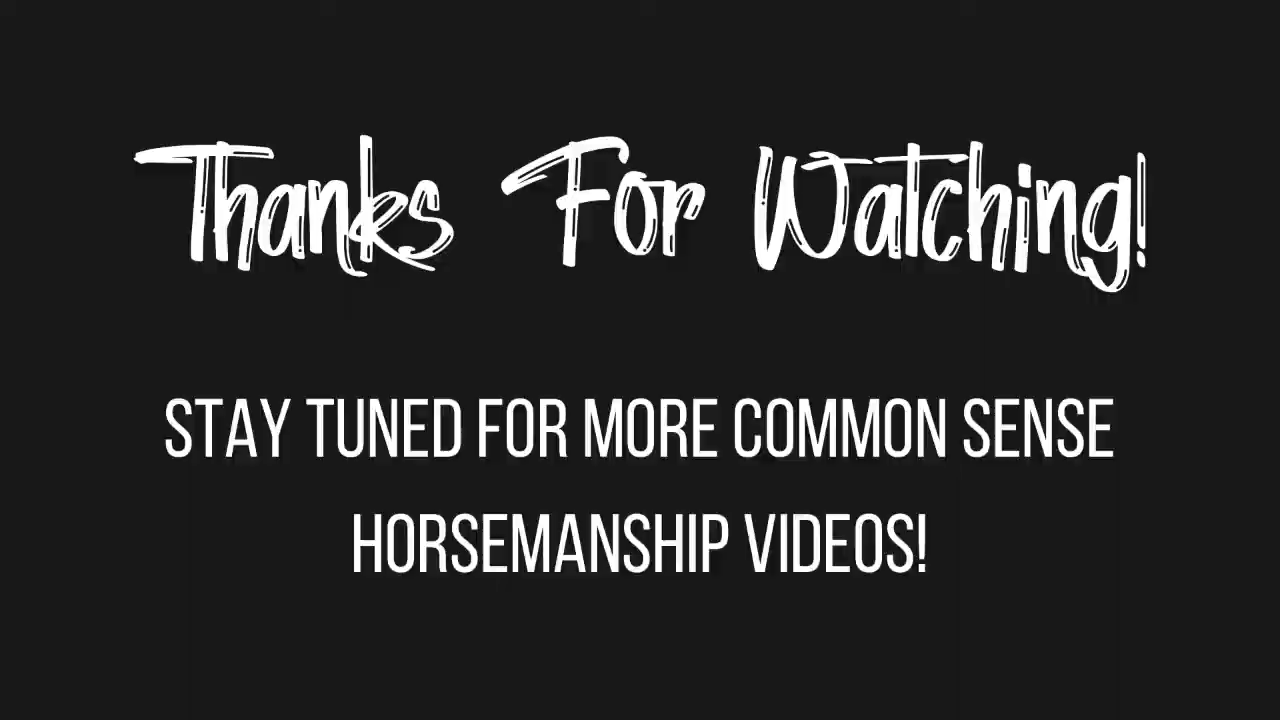 Thanks For Watching!
STAY TUNED FOR MORE COMMON SENSE
HORSEMANSHIP VIDEOS!